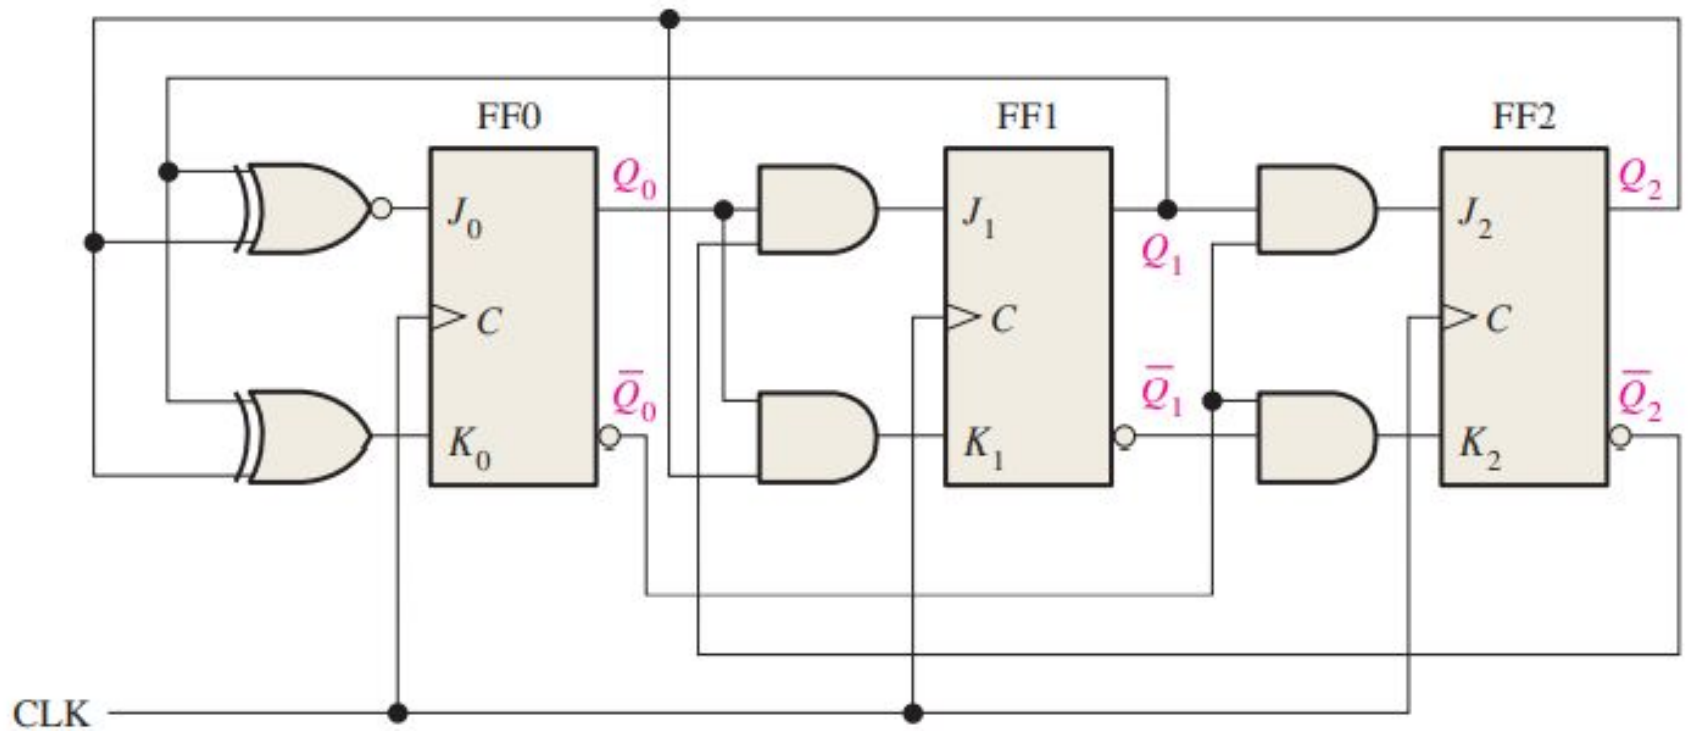 FF0 FF1 FF2
Q₀ Q₂
J₀ J₁ J₂
Q₁
C C C
Q̅₀ Q̅₁ Q̅₂
K₀ K₁ K₂
CLK